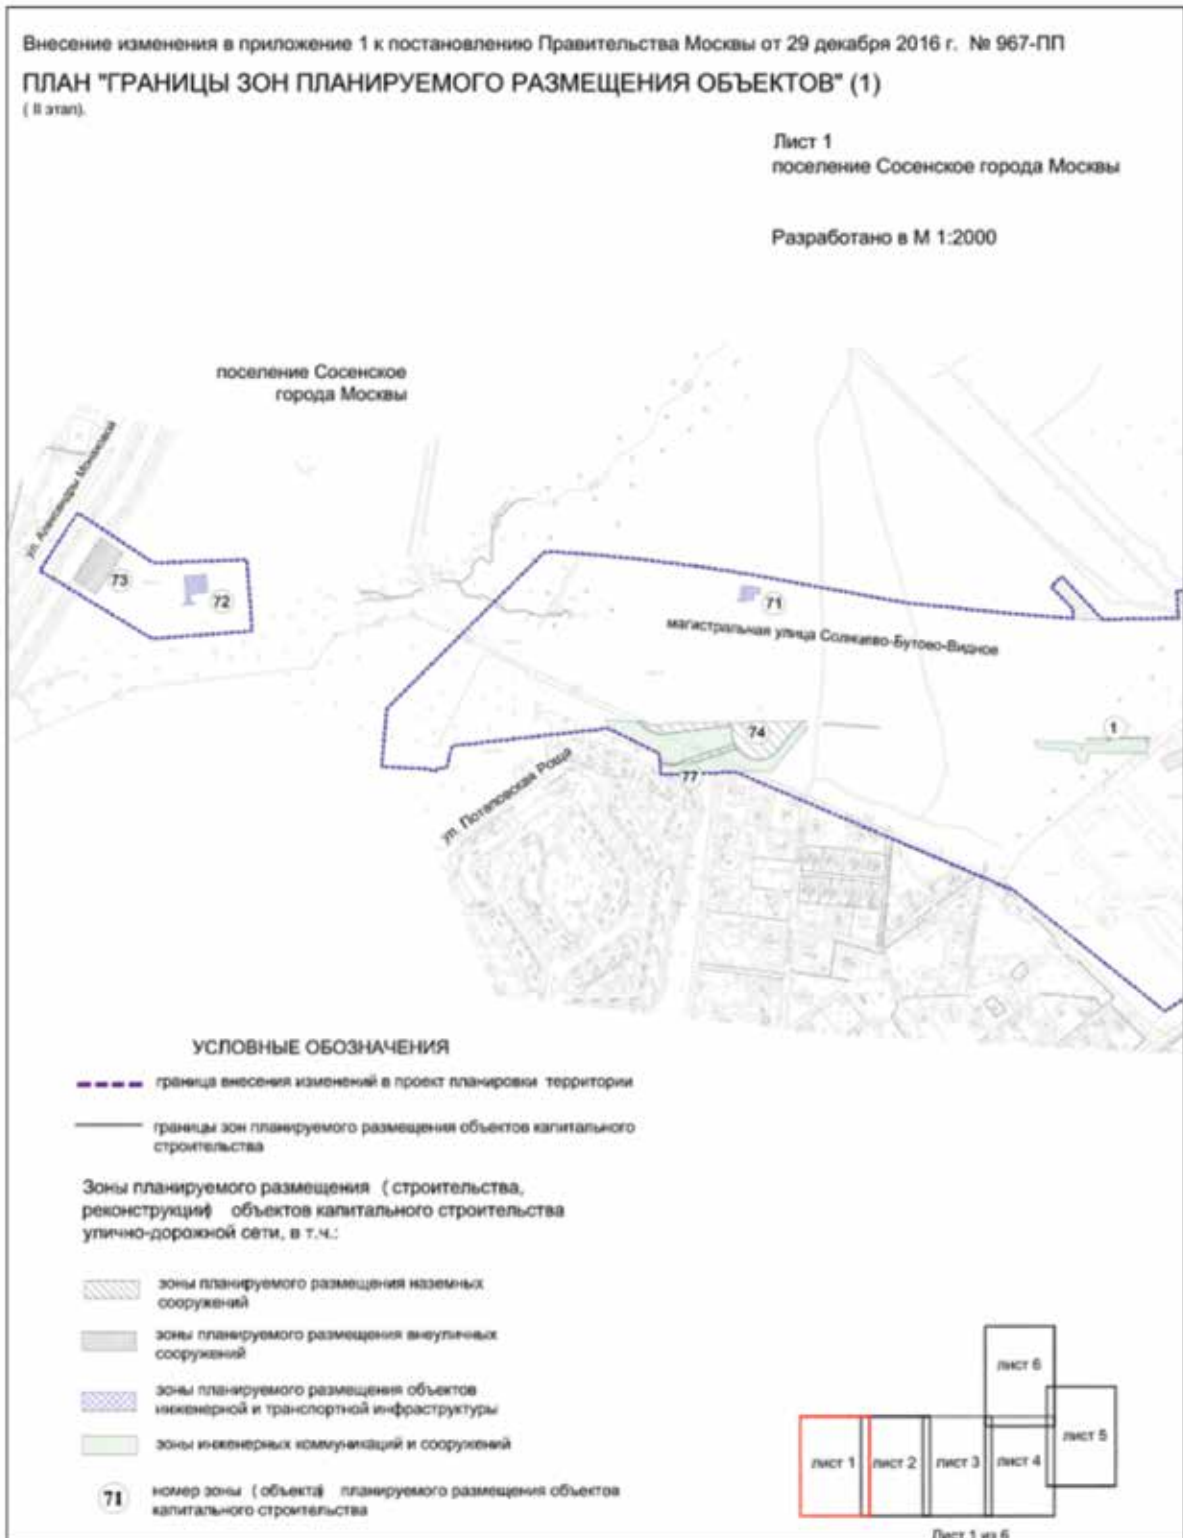 Внесение изменения в приложение 1 к постановлению Правительства Москвы от 29 декабря 2016 г. № 967-ПП
ПЛАН "ГРАНИЦЫ ЗОН ПЛАНИРУЕМОГО РАЗМЕЩЕНИЯ ОБЪЕКТОВ" (1)
( II этап).
Лист 1
поселение Сосенское города Москвы
Разработано в М 1:2000
поселение Сосенское
города Москвы
ул. Александры Монаховой
73
72
71
магистральная улица Солнцево-Бутово-Видное
74
1
77
ул. Потаповская Роща
УСЛОВНЫЕ ОБОЗНАЧЕНИЯ
граница внесения изменений в проект планировки территории
границы зон планируемого размещения объектов капитального
строительства
Зоны планируемого размещения ( строительства,
реконструкции) объектов капитального строительства
улично-дорожной сети, в т.ч.:
зоны планируемого размещения наземных
сооружений
зоны планируемого размещения внеуличных
сооружений
зоны планируемого размещения объектов
инженерной и транспортной инфраструктуры
зоны инженерных коммуникаций и сооружений
71
номер зоны ( объекта) планируемого размещения объектов
капитального строительства
лист 6
лист 5
лист 1
лист 2
лист 3
лист 4
Лист 1 из 6